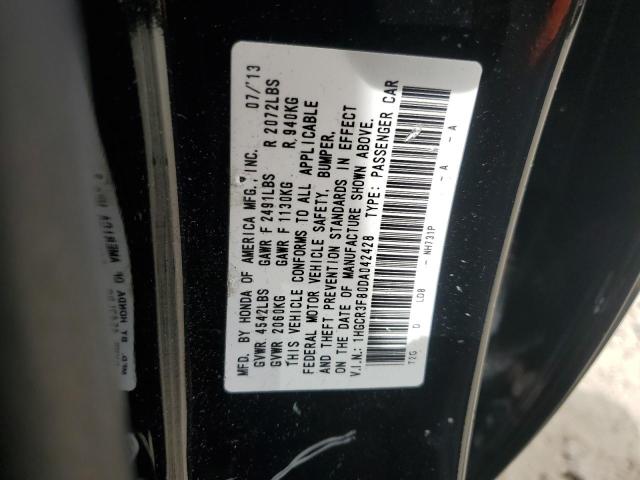 MFD. BY HONDA OF AMERICA MFG., INC. 07/'13
GVWR 4542LBS GAWR F 2491LBS R 2072LBS
GVWR 2060KG GAWR F 1130KG R 940KG
THIS VEHICLE CONFORMS TO ALL APPLICABLE
FEDERAL MOTOR VEHICLE SAFETY, BUMPER,
AND THEFT PREVENTION STANDARDS IN EFFECT
ON THE DATE OF MANUFACTURE SHOWN ABOVE.
V.I.N.: 1HGCR3F80DA042428 TYPE: PASSENGER CAR
T2G D LD8 - NH731P - A - A